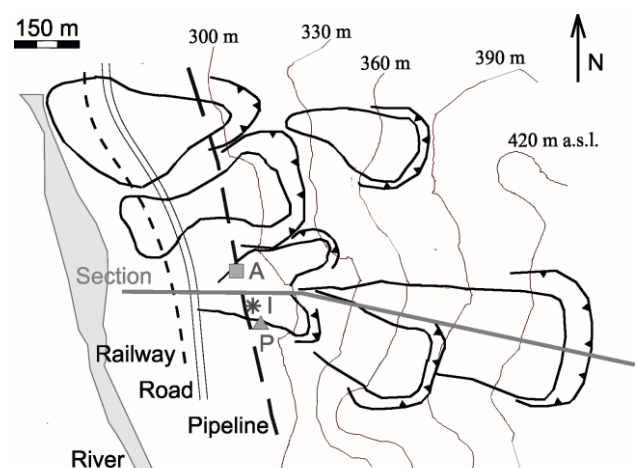 150 m
300 m
330 m
360 m
390 m
N
420 m a.s.l.
Section
A
I
P
Railway
Road
Pipeline
River